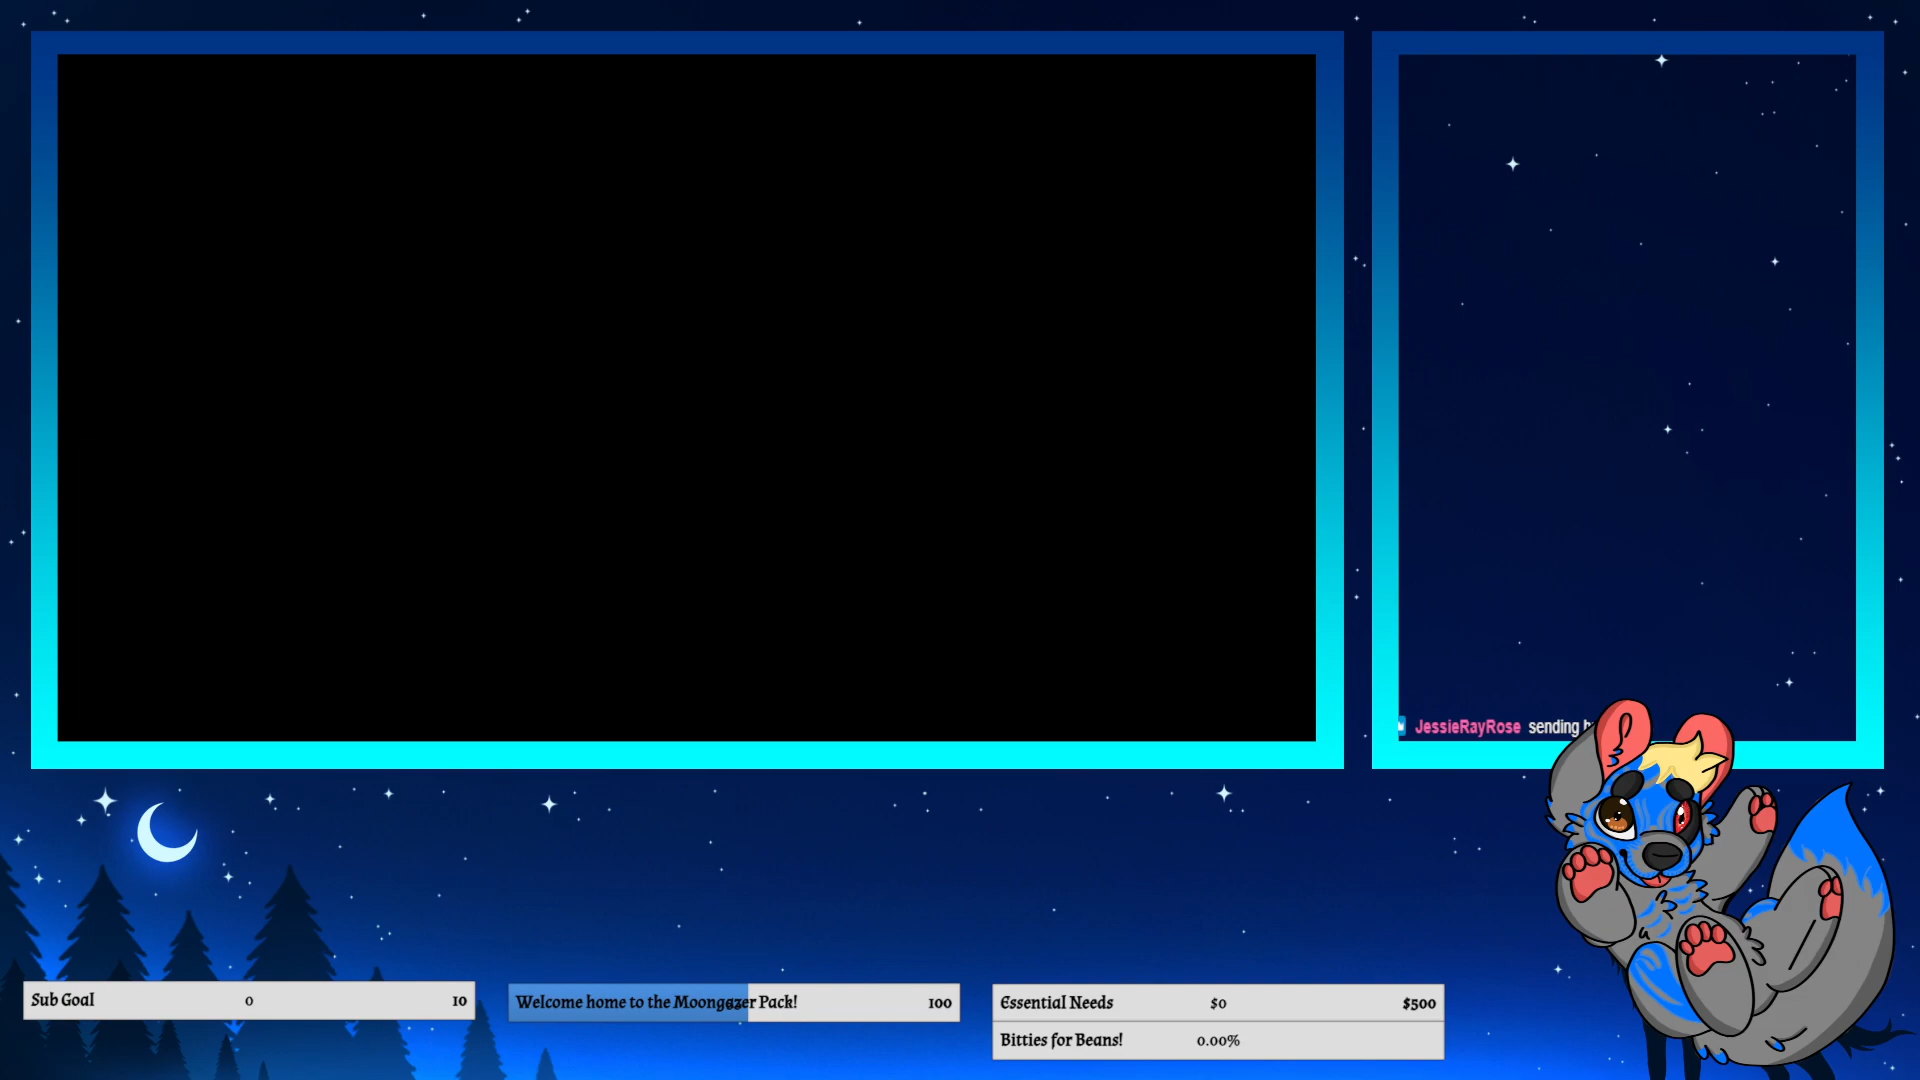 JessieRayRose sending
Sub Goal 0 10
Welcome home to the Moongazer Pack! 100
Essential Needs $0 $500
Bitties for Beans! 0.00%